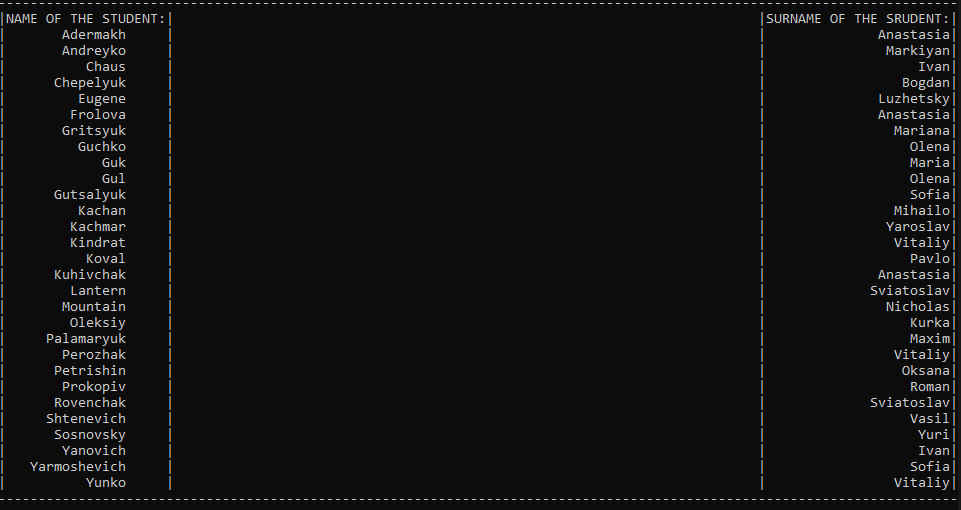 --------------------------------------------------------------------------------------------------------------------
|NAME OF THE STUDENT:| |SURNAME OF THE SRUDENT:|
| Adermakh | | Anastasia|
| Andreyko | | Markiyan|
| Chaus | | Ivan|
| Chepelyuk | | Bogdan|
| Eugene | | Luzhetsky|
| Frolova | | Anastasia|
| Gritsyuk | | Mariana|
| Guchko | | Olena|
| Guk | | Maria|
| Gul | | Olena|
| Gutsalyuk | | Sofia|
| Kachan | | Mihailo|
| Kachmar | | Yaroslav|
| Kindrat | | Vitaliy|
| Koval | | Pavlo|
| Kuhivchak | | Anastasia|
| Lantern | | Sviatoslav|
| Mountain | | Nicholas|
| Oleksiy | | Kurka|
| Palamaryuk | | Maxim|
| Perozhak | | Vitaliy|
| Petrishin | | Oksana|
| Prokopiv | | Roman|
| Rovenchak | | Sviatoslav|
| Shtenevich | | Vasil|
| Sosnovsky | | Yuri|
| Yanovich | | Ivan|
| Yarmoshevich | | Sofia|
| Yunko | | Vitaliy|
--------------------------------------------------------------------------------------------------------------------